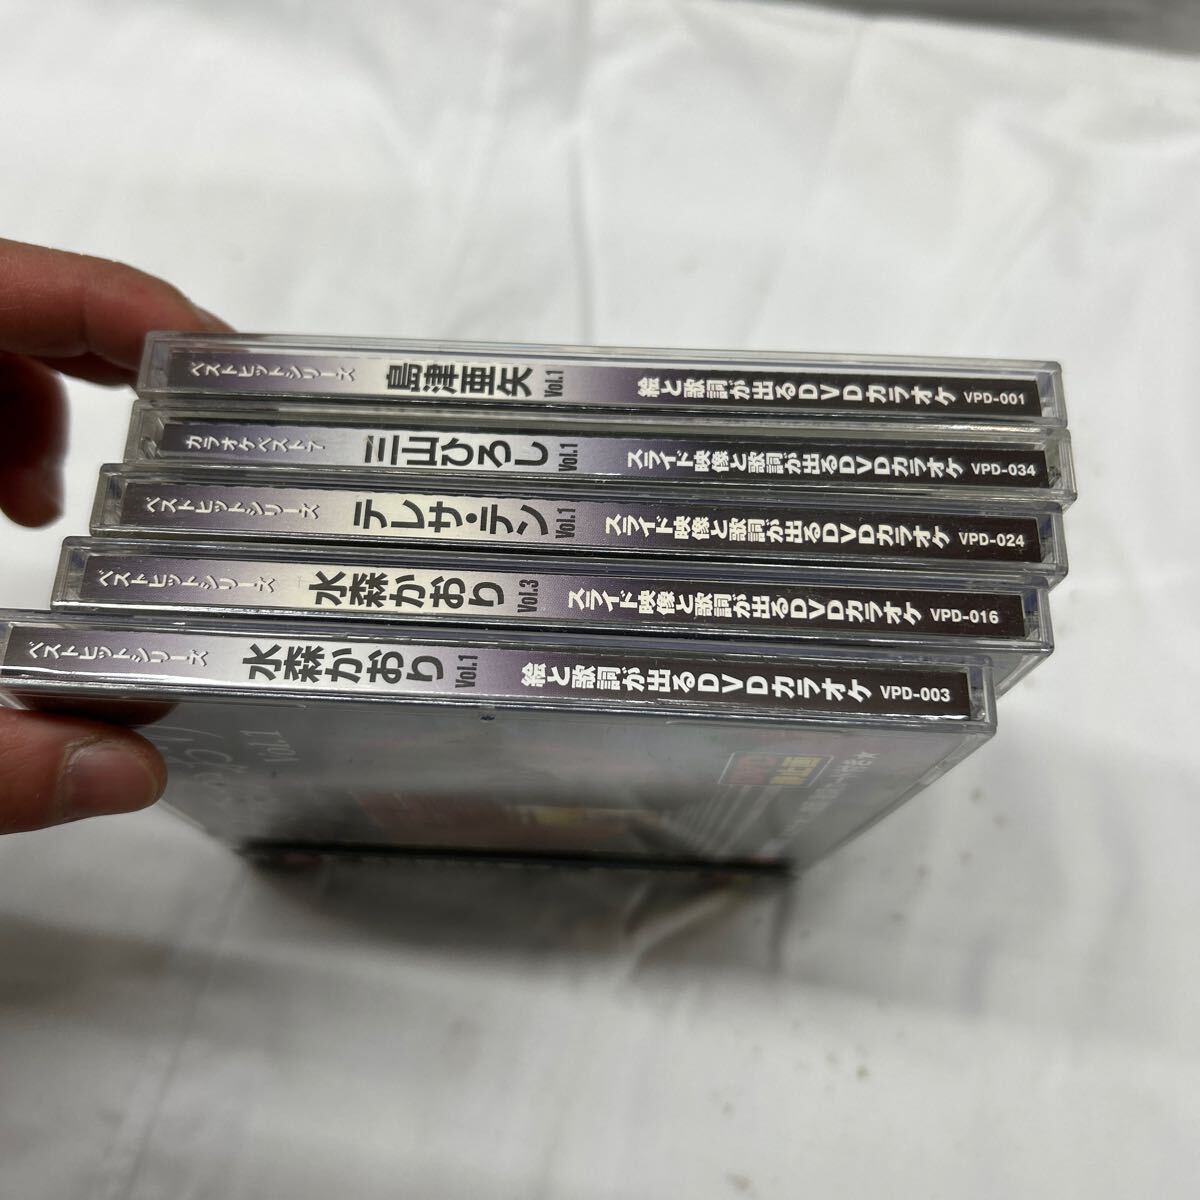 ベストヒットシリーズ 島津亜矢 Vol.1 絵と歌詞が出るDVDカラオケ VPD-001
カラオケベスト7 三山ひろし Vol.1 スライド映像と歌詞が出るDVDカラオケ VPD-034
ベストヒットシリーズ テレサ・テン Vol.1 スライド映像と歌詞が出るDVDカラオケ VPD-024
ベストヒットシリーズ 水森かおり Vol.3 スライド映像と歌詞が出るDVDカラオケ VPD-016
ベストヒットシリーズ 水森かおり Vol.1 絵と歌詞が出るDVDカラオケ VPD-003
Vol.1